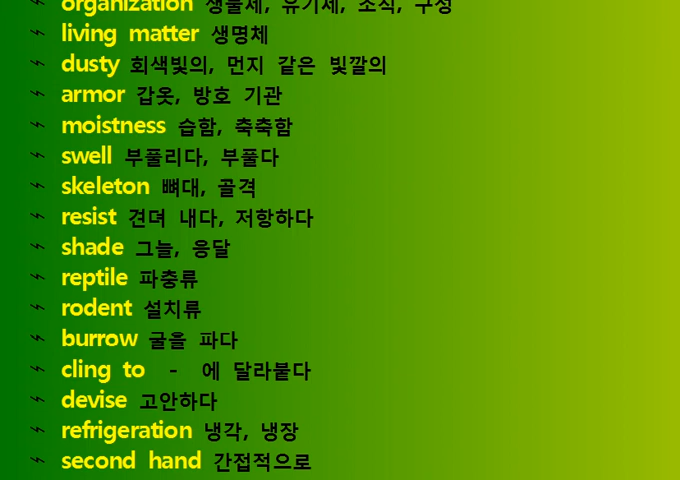 organization 생물체, 유기체, 조직, 구성
living matter 생명체
dusty 회색빛의, 먼지 같은 빛깔의
armor 갑옷, 방호 기관
moistness 습함, 축축함
swell 부풀리다, 부풀다
skeleton 뼈대, 골격
resist 견뎌 내다, 저항하다
shade 그늘, 응달
reptile 파충류
rodent 설치류
burrow 굴을 파다
cling to - 에 달라붙다
devise 고안하다
refrigeration 냉각, 냉장
second hand 간접적으로